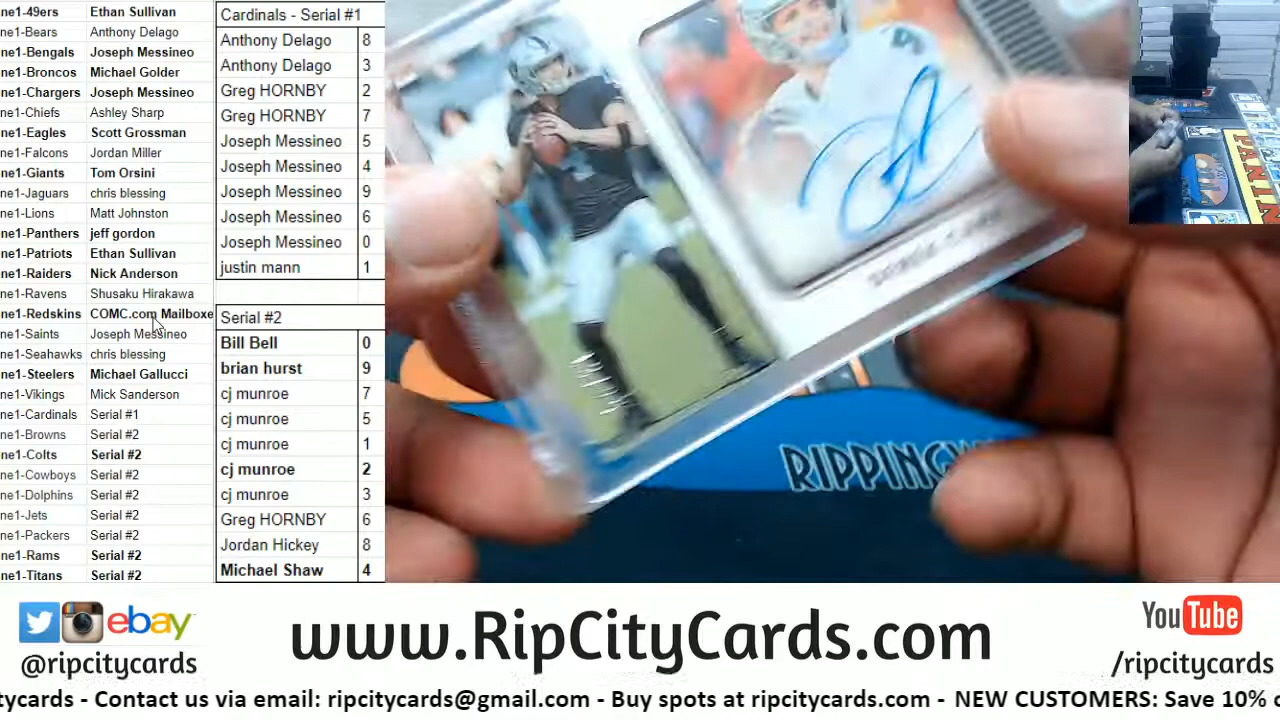 ne1-49ers Ethan Sullivan
ne1-Bears Anthony Delago
ne1-Bengals Joseph Messineo
ne1-Broncos Michael Golder
ne1-Chargers Joseph Messineo
ne1-Chiefs Ashley Sharp
ne1-Eagles Scott Grossman
ne1-Falcons Jordan Miller
ne1-Giants Tom Orsini
ne1-Jaguars chris blessing
ne1-Lions Matt Johnston
ne1-Panthers jeff gordon
ne1-Patriots Ethan Sullivan
ne1-Raiders Nick Anderson
ne1-Ravens Shusaku Hirakawa
ne1-Redskins COMC.com Mailboxe
ne1-Saints Joseph Messineo
ne1-Seahawks chris blessing
ne1-Steelers Michael Gallucci
ne1-Vikings Mick Sanderson
ne1-Cardinals Serial #1
ne1-Browns Serial #2
ne1-Colts Serial #2
ne1-Cowboys Serial #2
ne1-Dolphins Serial #2
ne1-Jets Serial #2
ne1-Packers Serial #2
ne1-Rams Serial #2
ne1-Titans Serial #2
Cardinals - Serial #1
Anthony Delago 8
Anthony Delago 3
Greg HORNBY 2
Greg HORNBY 7
Joseph Messineo 5
Joseph Messineo 4
Joseph Messineo 9
Joseph Messineo 6
Joseph Messineo 0
justin mann 1
Serial #2
Bill Bell 0
brian hurst 9
cj munroe 7
cj munroe 5
cj munroe 1
cj munroe 2
cj munroe 3
Greg HORNBY 6
Jordan Hickey 8
Michael Shaw 4
PANINI
ebay
@ripcitycards
www.RipCityCards.com
YouTube
/ripcitycards
tycards - Contact us via email: ripcitycards@gmail.com - Buy spots at ripcitycards.com - NEW CUSTOMERS: Save 10% o